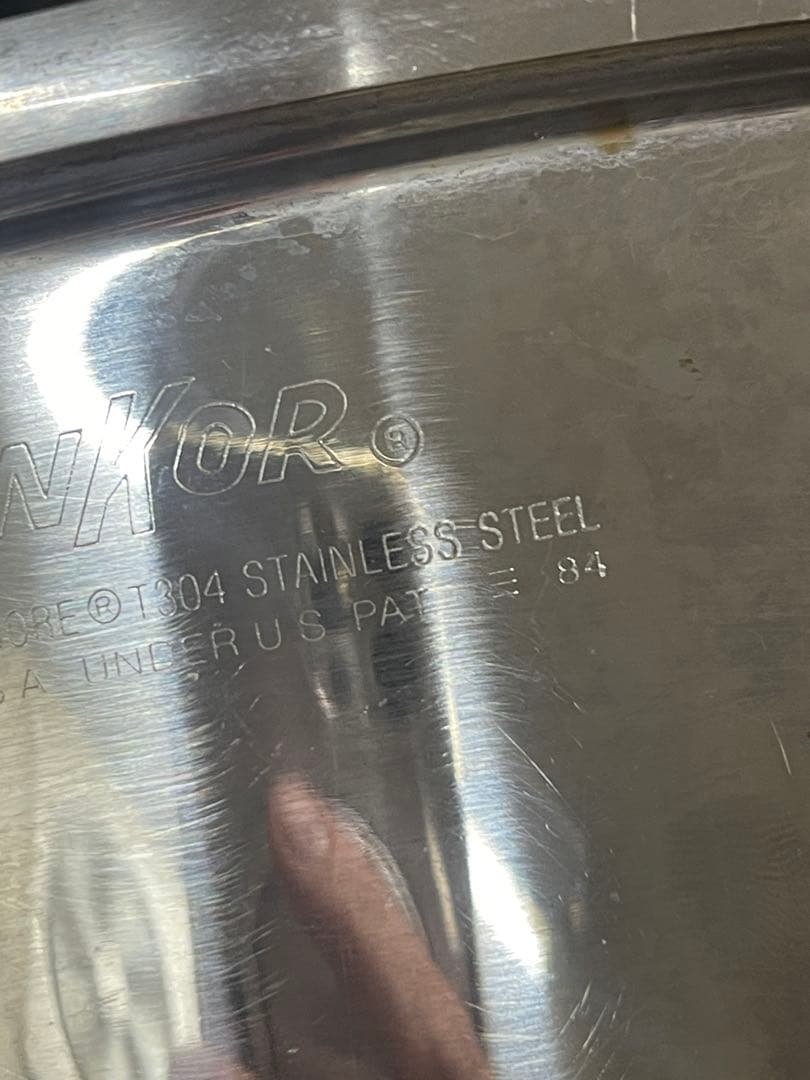 NKOR®
ORE® T304 STAINLESS STEEL
S A UNDER U S PAT 84